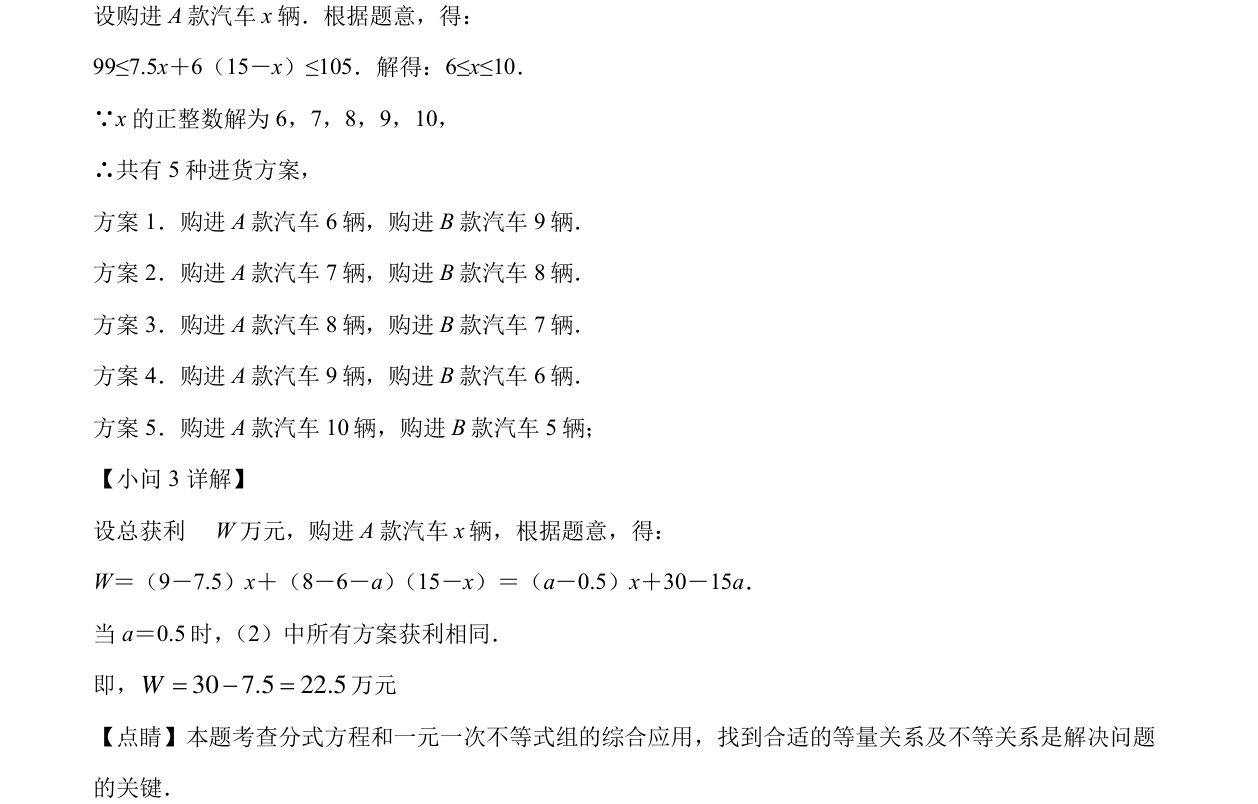 设购进 A 款汽车 x 辆．根据题意，得：
99≤7.5x＋6（15－x）≤105．解得：6≤x≤10．
∵x 的正整数解为 6，7，8，9，10，
∴共有 5 种进货方案，
方案 1．购进 A 款汽车 6 辆，购进 B 款汽车 9 辆．
方案 2．购进 A 款汽车 7 辆，购进 B 款汽车 8 辆．
方案 3．购进 A 款汽车 8 辆，购进 B 款汽车 7 辆．
方案 4．购进 A 款汽车 9 辆，购进 B 款汽车 6 辆．
方案 5．购进 A 款汽车 10 辆，购进 B 款汽车 5 辆；
【小问 3 详解】
设总获利 W 万元，购进 A 款汽车 x 辆，根据题意，得：
W＝（9－7.5）x＋（8－6－a）（15－x）＝（a－0.5）x＋30－15a．
当 a＝0.5 时，（2）中所有方案获利相同．
即，W = 30 − 7.5 = 22.5 万元
【点睛】本题考查分式方程和一元一次不等式组的综合应用，找到合适的等量关系及不等关系是解决问题
的关键．